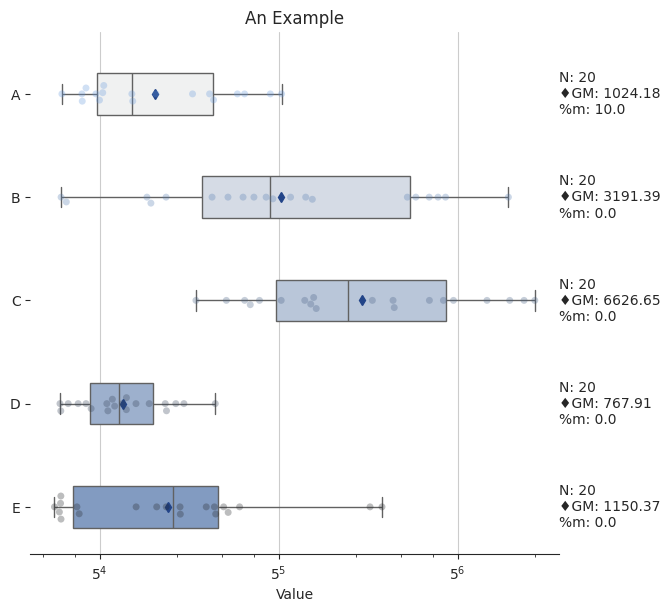 An Example
A
N: 20
♦GM: 1024.18
%m: 10.0
B
N: 20
♦GM: 3191.39
%m: 0.0
C
N: 20
♦GM: 6626.65
%m: 0.0
D
N: 20
♦GM: 767.91
%m: 0.0
E
N: 20
♦GM: 1150.37
%m: 0.0
5⁴ 5⁵ 5⁶
Value